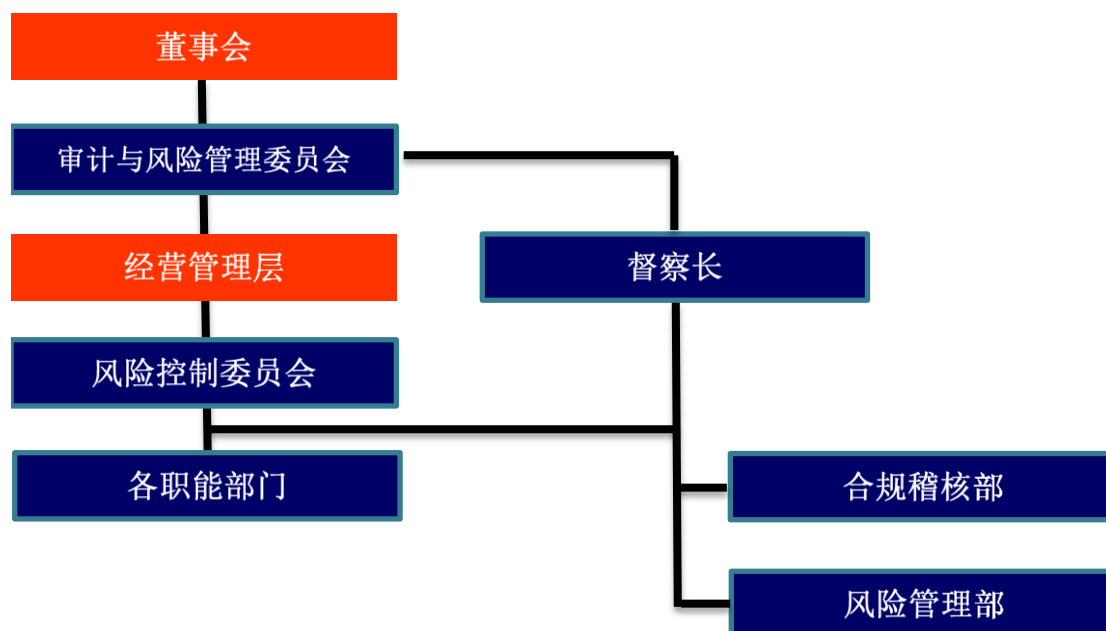 董事会
审计与风险管理委员会
经营管理层
督察长
风险控制委员会
各职能部门
合规稽核部
风险管理部